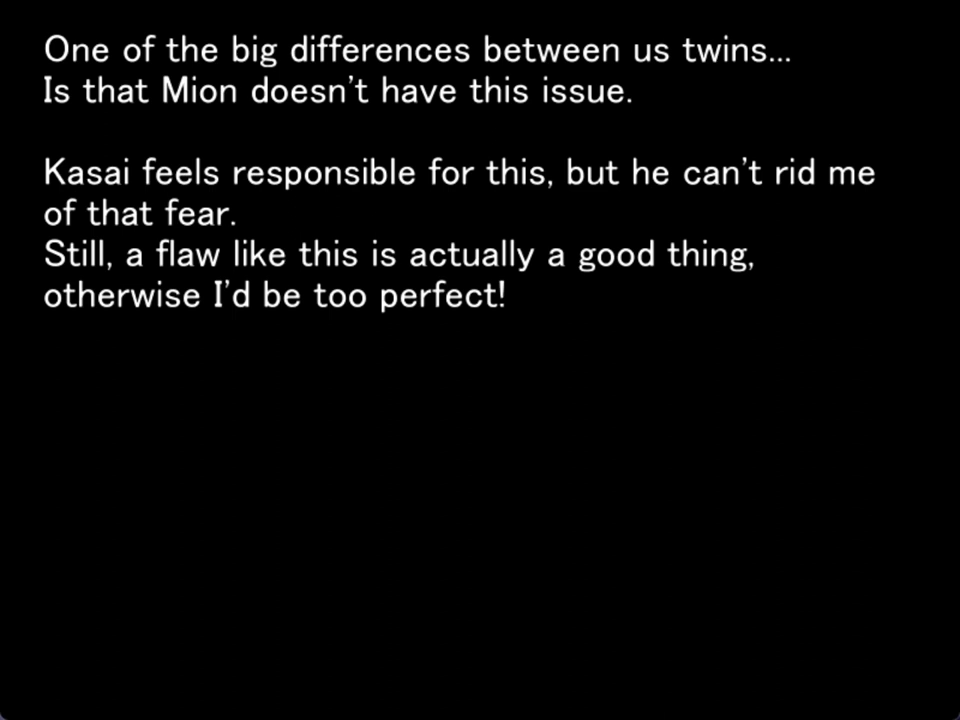 One of the big differences between us twins...
Is that Mion doesn't have this issue.
Kasai feels responsible for this, but he can't rid me
of that fear.
Still, a flaw like this is actually a good thing,
otherwise I'd be too perfect!